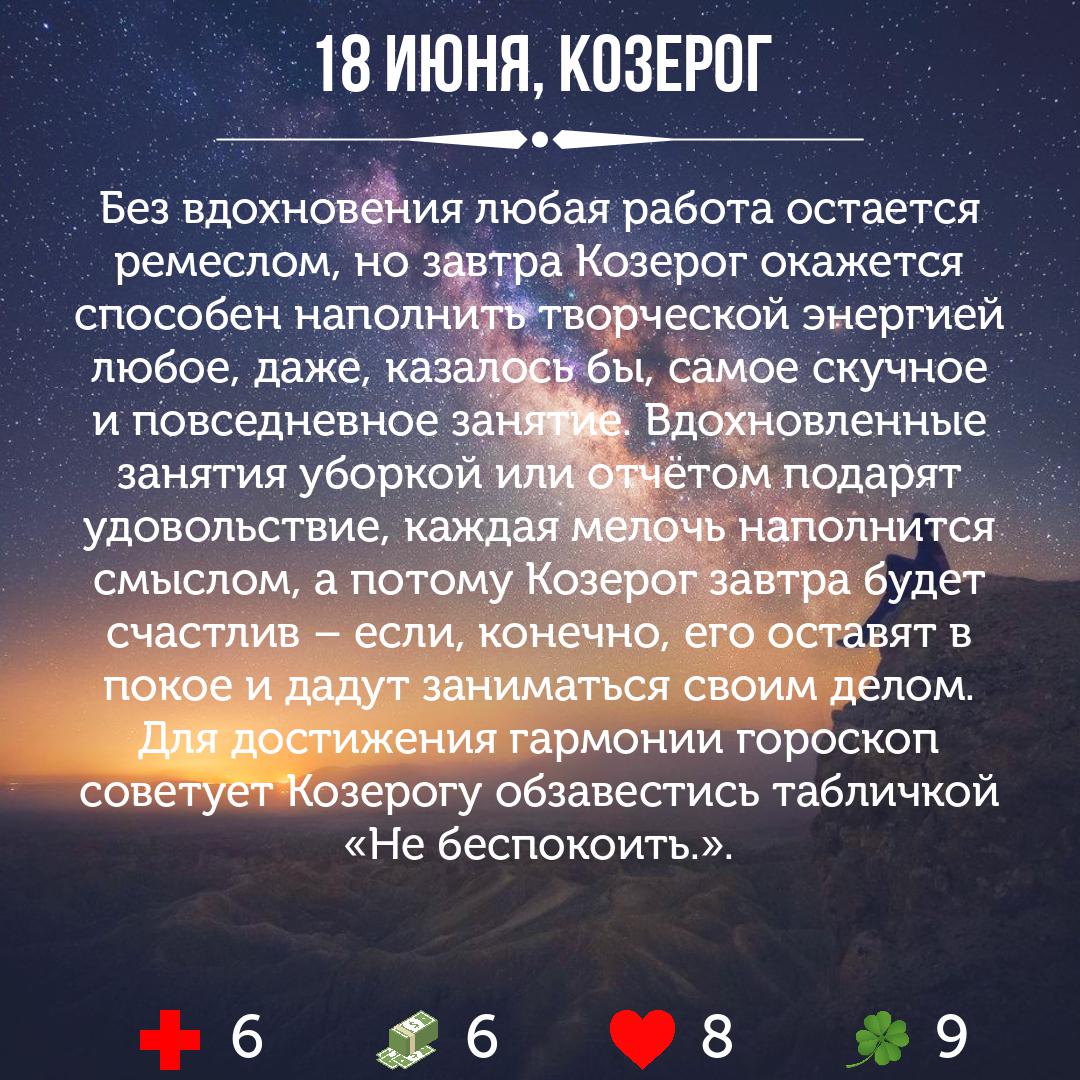 18 ИЮНЯ, КОЗЕРОГ
Без вдохновения любая работа остается
ремеслом, но завтра Козерог окажется
способен наполнить творческой энергией
любое, даже, казалось бы, самое скучное
и повседневное занятие. Вдохновленные
занятия уборкой или отчётом подарят
удовольствие, каждая мелочь наполнится
смыслом, а потому Козерог завтра будет
счастлив – если, конечно, его оставят в
покое и дадут заниматься своим делом.
Для достижения гармонии гороскоп
советует Козерогу обзавестись табличкой
«Не беспокоить.».
6 6 8 9